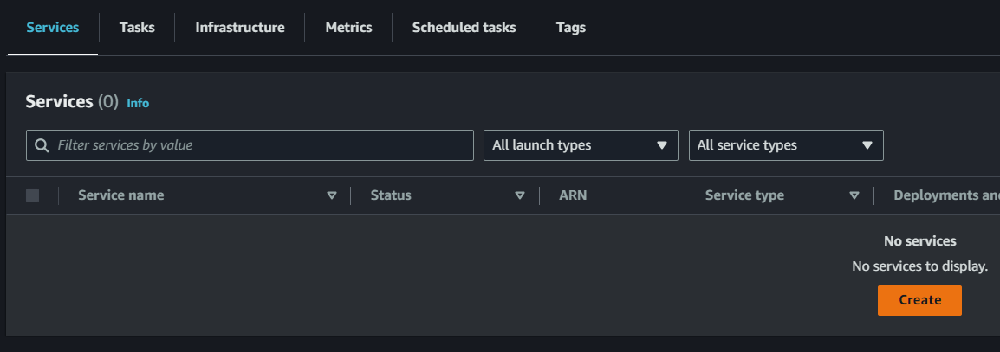 Services Tasks Infrastructure Metrics Scheduled tasks Tags
Services (0) Info
Filter services by value All launch types All service types
Service name Status ARN Service type Deployments and
No services
No services to display.
Create